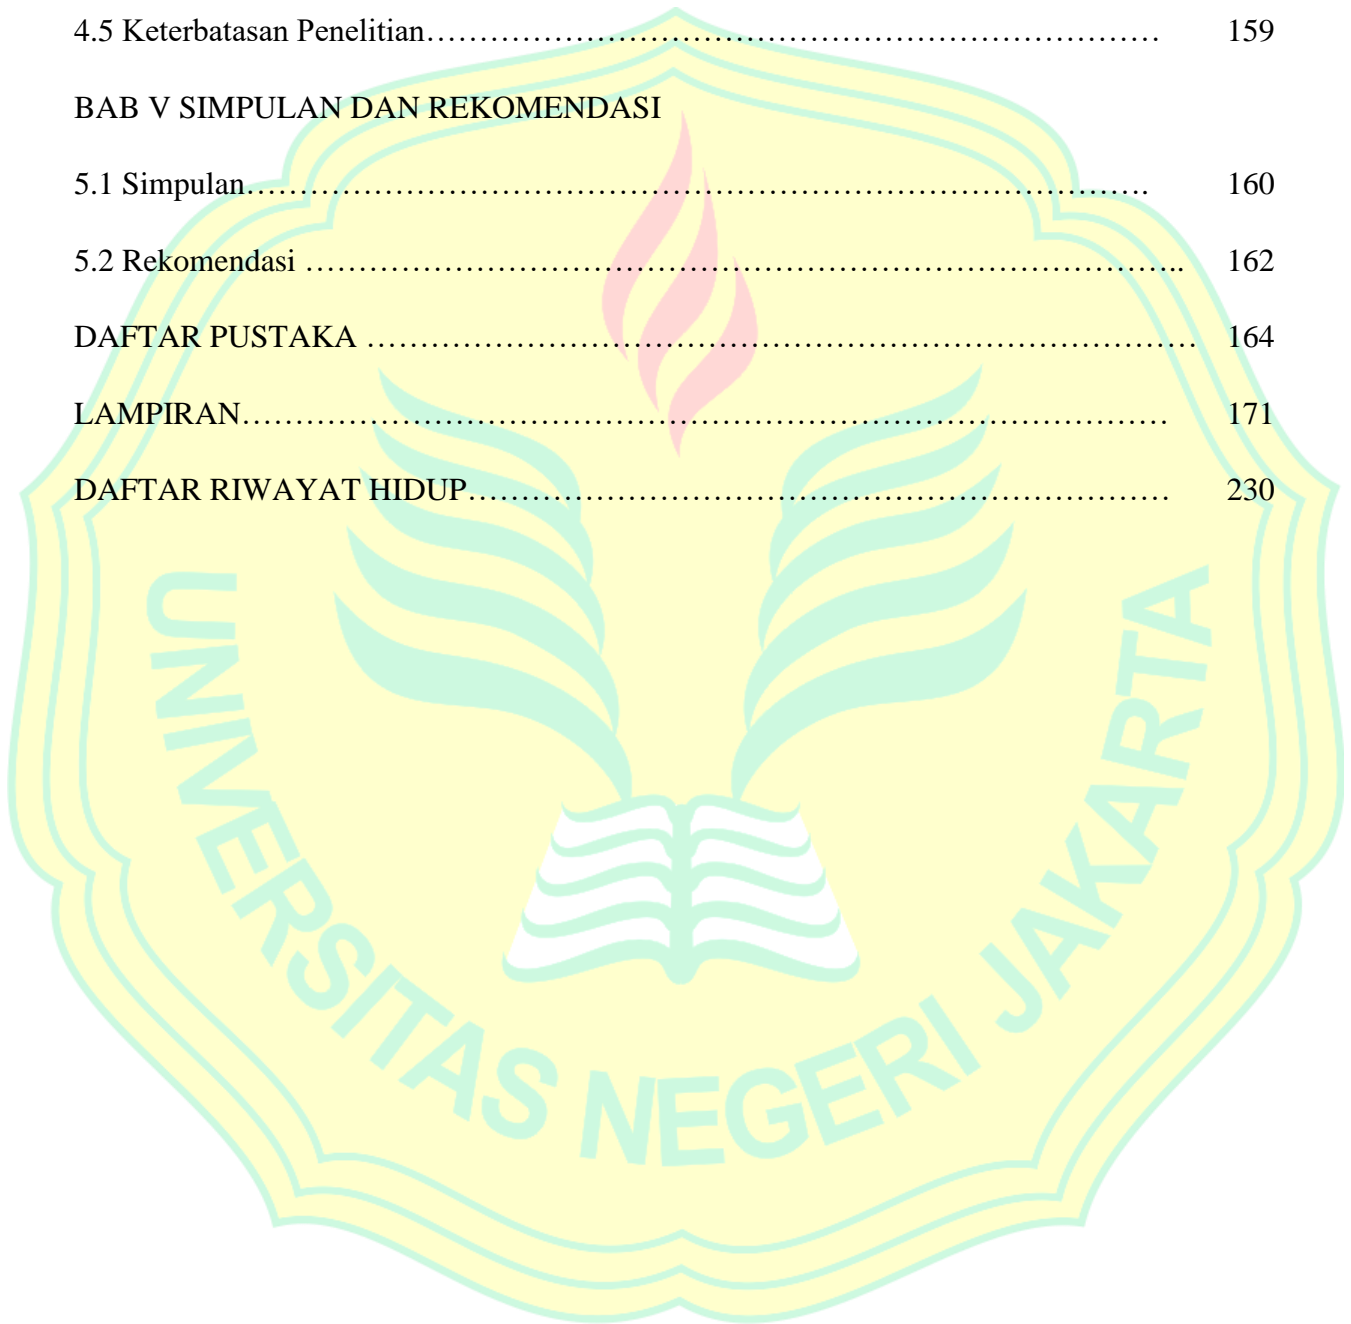 4.5 Keterbatasan Penelitian…………………………………………………………… 159
BAB V SIMPULAN DAN REKOMENDASI
5.1 Simpulan…………………………………………………………………………. 160
5.2 Rekomendasi ……………………………………………………………………….. 162
DAFTAR PUSTAKA …………………………………………………………………… 164
LAMPIRAN…………………………………………………………………………… 171
DAFTAR RIWAYAT HIDUP………………………………………………………… 230
UNIVERSITAS NEGERI JAKARTA